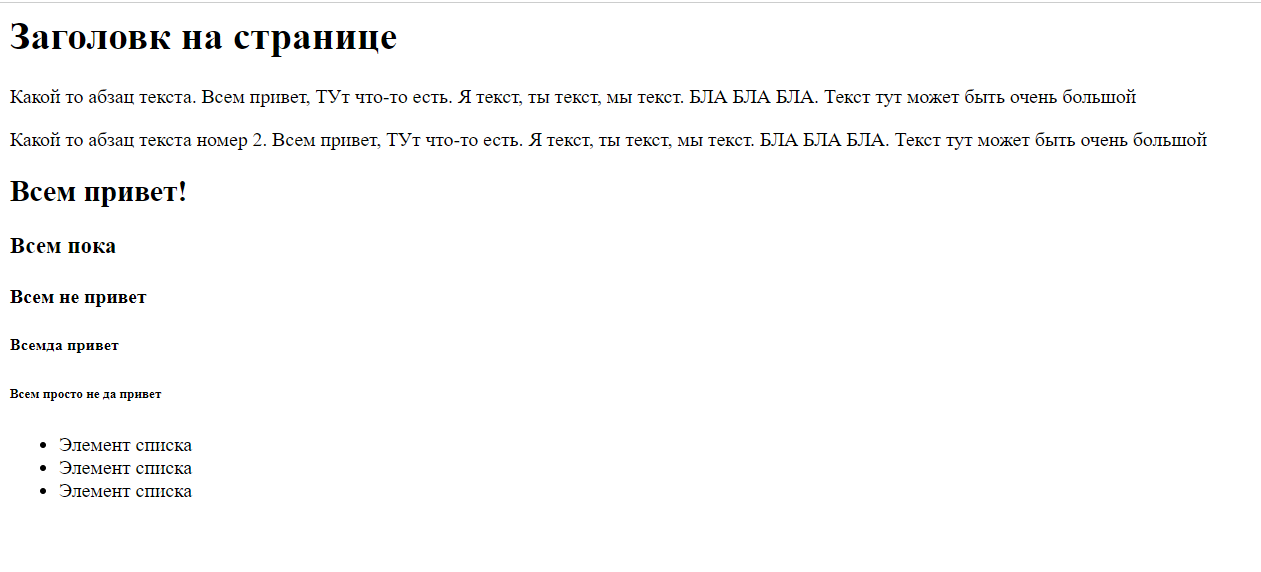 Заголовк на странице
Какой то абзац текста. Всем привет, ТУт что-то есть. Я текст, ты текст, мы текст. БЛА БЛА БЛА. Текст тут может быть очень большой
Какой то абзац текста номер 2. Всем привет, ТУт что-то есть. Я текст, ты текст, мы текст. БЛА БЛА БЛА. Текст тут может быть очень большой
Всем привет!
Всем пока
Всем не привет
Всемда привет
Всем просто не да привет
• Элемент списка
• Элемент списка
• Элемент списка